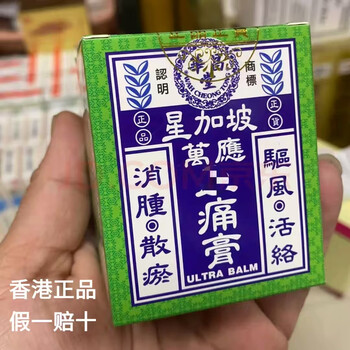 認明
商標
正品
正貨
星加坡
萬應
痛膏
ULTRA BALM
驅風●活絡
消腫●散瘀
香港正品
假一赔十